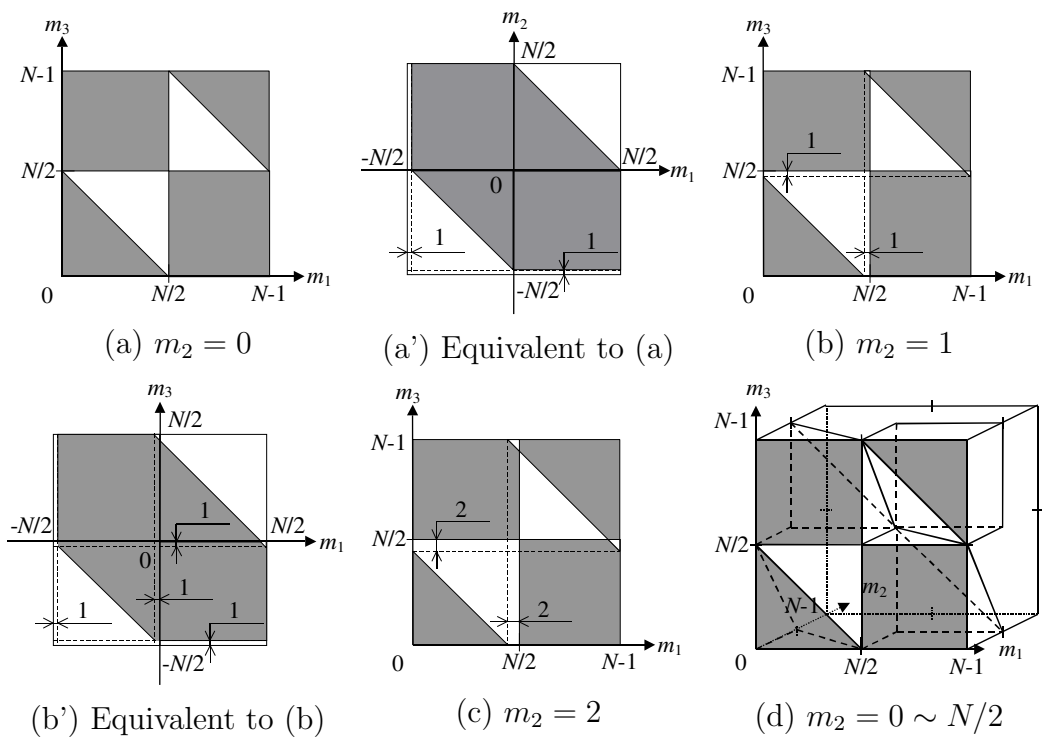 m3
N-1
N/2
0
N/2
N-1
m1
(a) m2 = 0
m2
N/2
-N/2
N/2
m1
0
1
1
-N/2
(a') Equivalent to (a)
m3
N-1
1
N/2
1
0
N/2
N-1
m1
(b) m2 = 1
m3
N/2
1
-N/2
N/2
m1
0
1
1
1
-N/2
(b') Equivalent to (b)
m3
N-1
2
N/2
2
0
N/2
N-1
m1
(c) m2 = 2
m3
N-1
N/2
N-1
m2
0
N/2
N-1
m1
(d) m2 = 0 ~ N/2